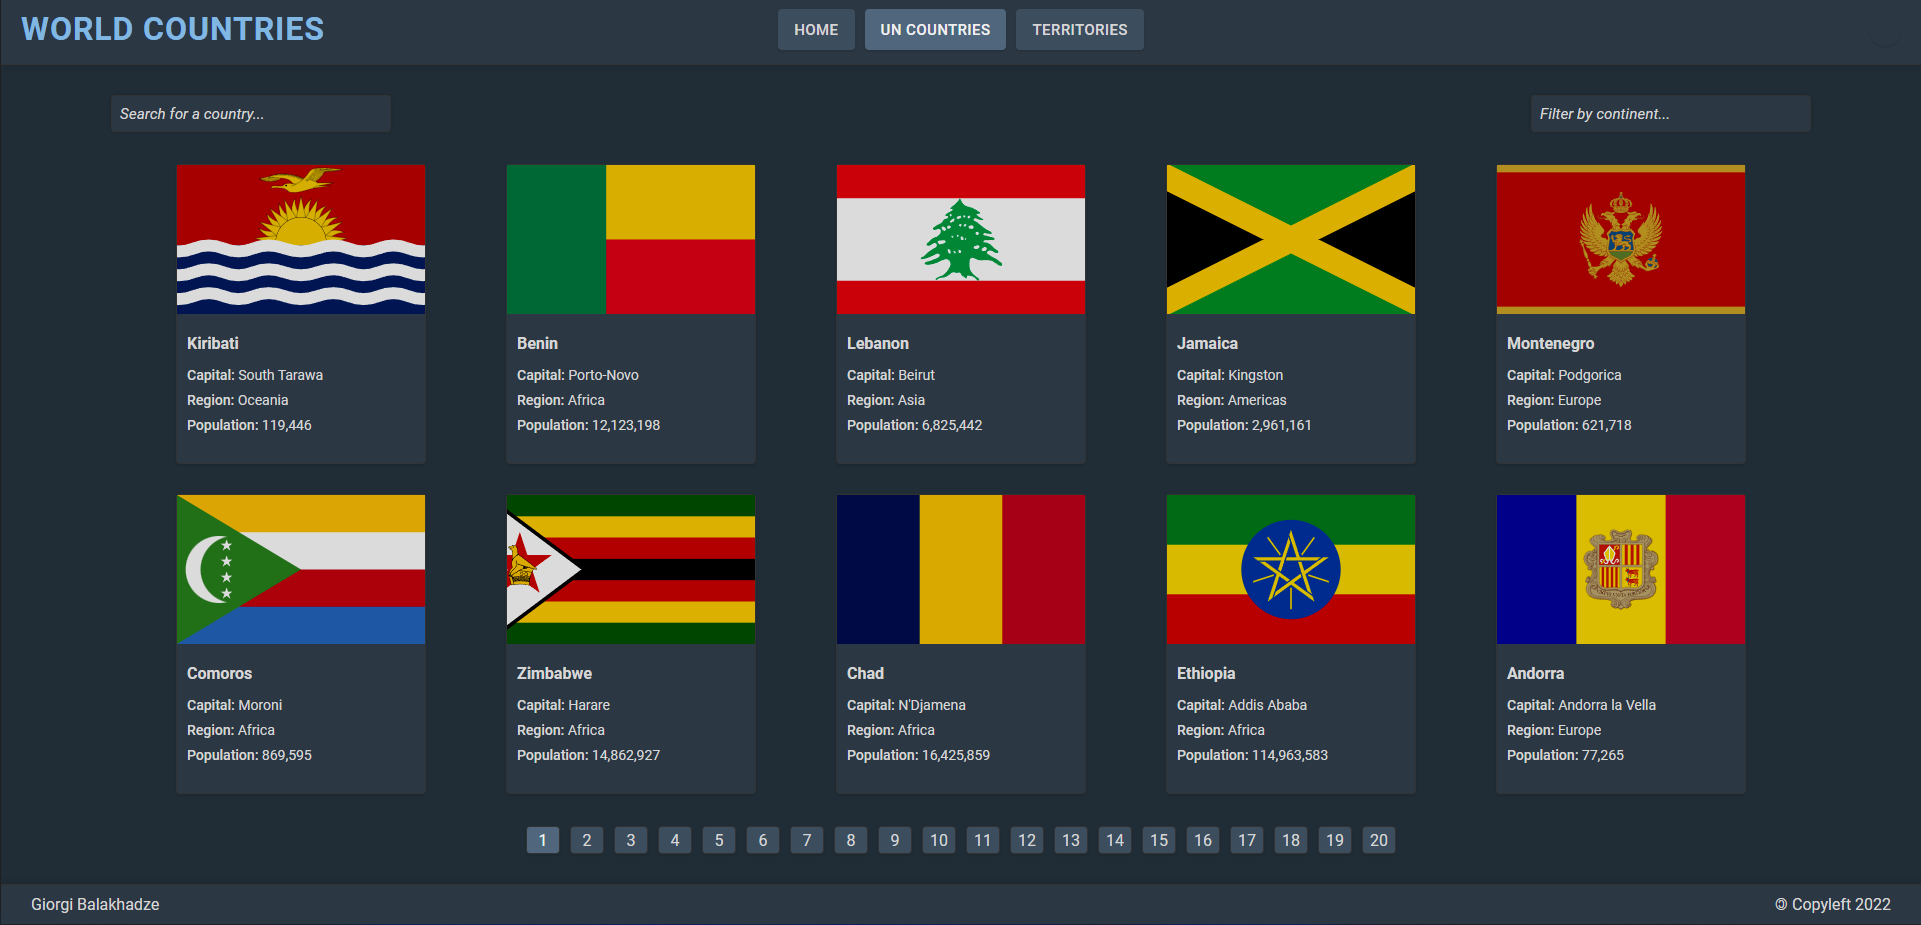 WORLD COUNTRIES
HOME UN COUNTRIES TERRITORIES
Search for a country...
Filter by continent...
Kiribati
Capital: South Tarawa
Region: Oceania
Population: 119,446
Benin
Capital: Porto-Novo
Region: Africa
Population: 12,123,198
Lebanon
Capital: Beirut
Region: Asia
Population: 6,825,442
Jamaica
Capital: Kingston
Region: Americas
Population: 2,961,161
Montenegro
Capital: Podgorica
Region: Europe
Population: 621,718
Comoros
Capital: Moroni
Region: Africa
Population: 869,595
Zimbabwe
Capital: Harare
Region: Africa
Population: 14,862,927
Chad
Capital: N'Djamena
Region: Africa
Population: 16,425,859
Ethiopia
Capital: Addis Ababa
Region: Africa
Population: 114,963,583
Andorra
Capital: Andorra la Vella
Region: Europe
Population: 77,265
1 2 3 4 5 6 7 8 9 10 11 12 13 14 15 16 17 18 19 20
Giorgi Balakhadze
🄯 Copyleft 2022